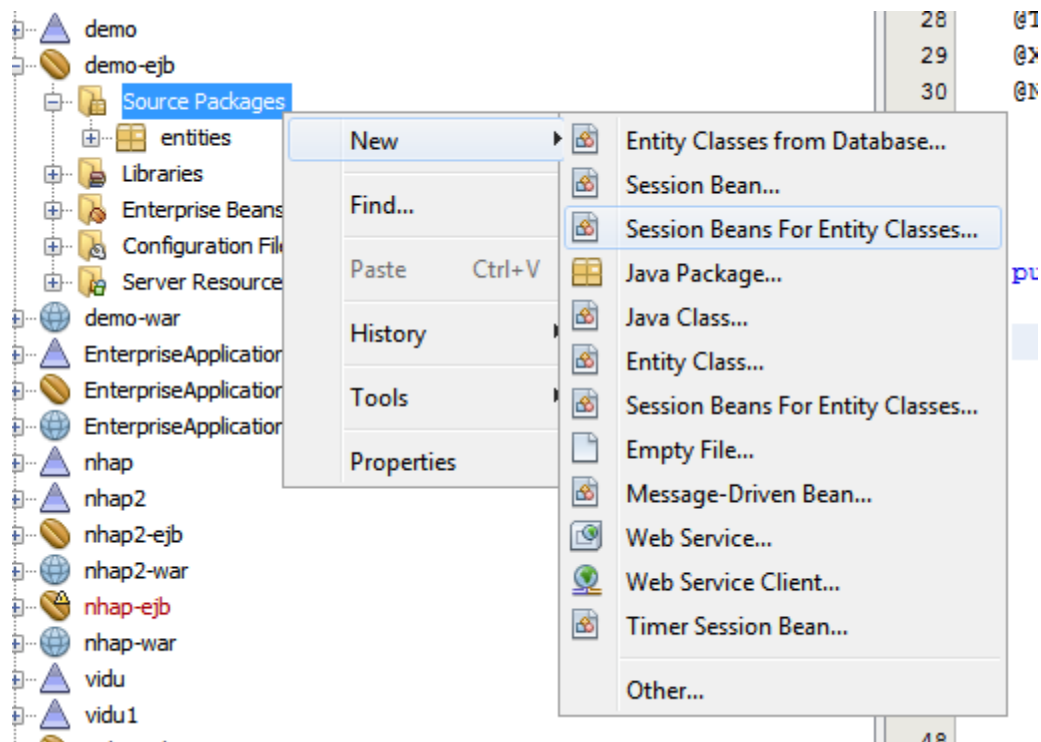 demo
demo-ejb
Source Packages
entities
Libraries
Enterprise Beans
Configuration Fil
Server Resource
demo-war
EnterpriseApplication
EnterpriseApplication
EnterpriseApplication
nhap
nhap2
nhap2-ejb
nhap2-war
nhap-ejb
nhap-war
vidu
vidu1
New
Find...
Paste Ctrl+V
History
Tools
Properties
Entity Classes from Database...
Session Bean...
Session Beans For Entity Classes...
Java Package...
Java Class...
Entity Class...
Session Beans For Entity Classes...
Empty File...
Message-Driven Bean...
Web Service...
Web Service Client...
Timer Session Bean...
Other...
28
29
30
pu
48